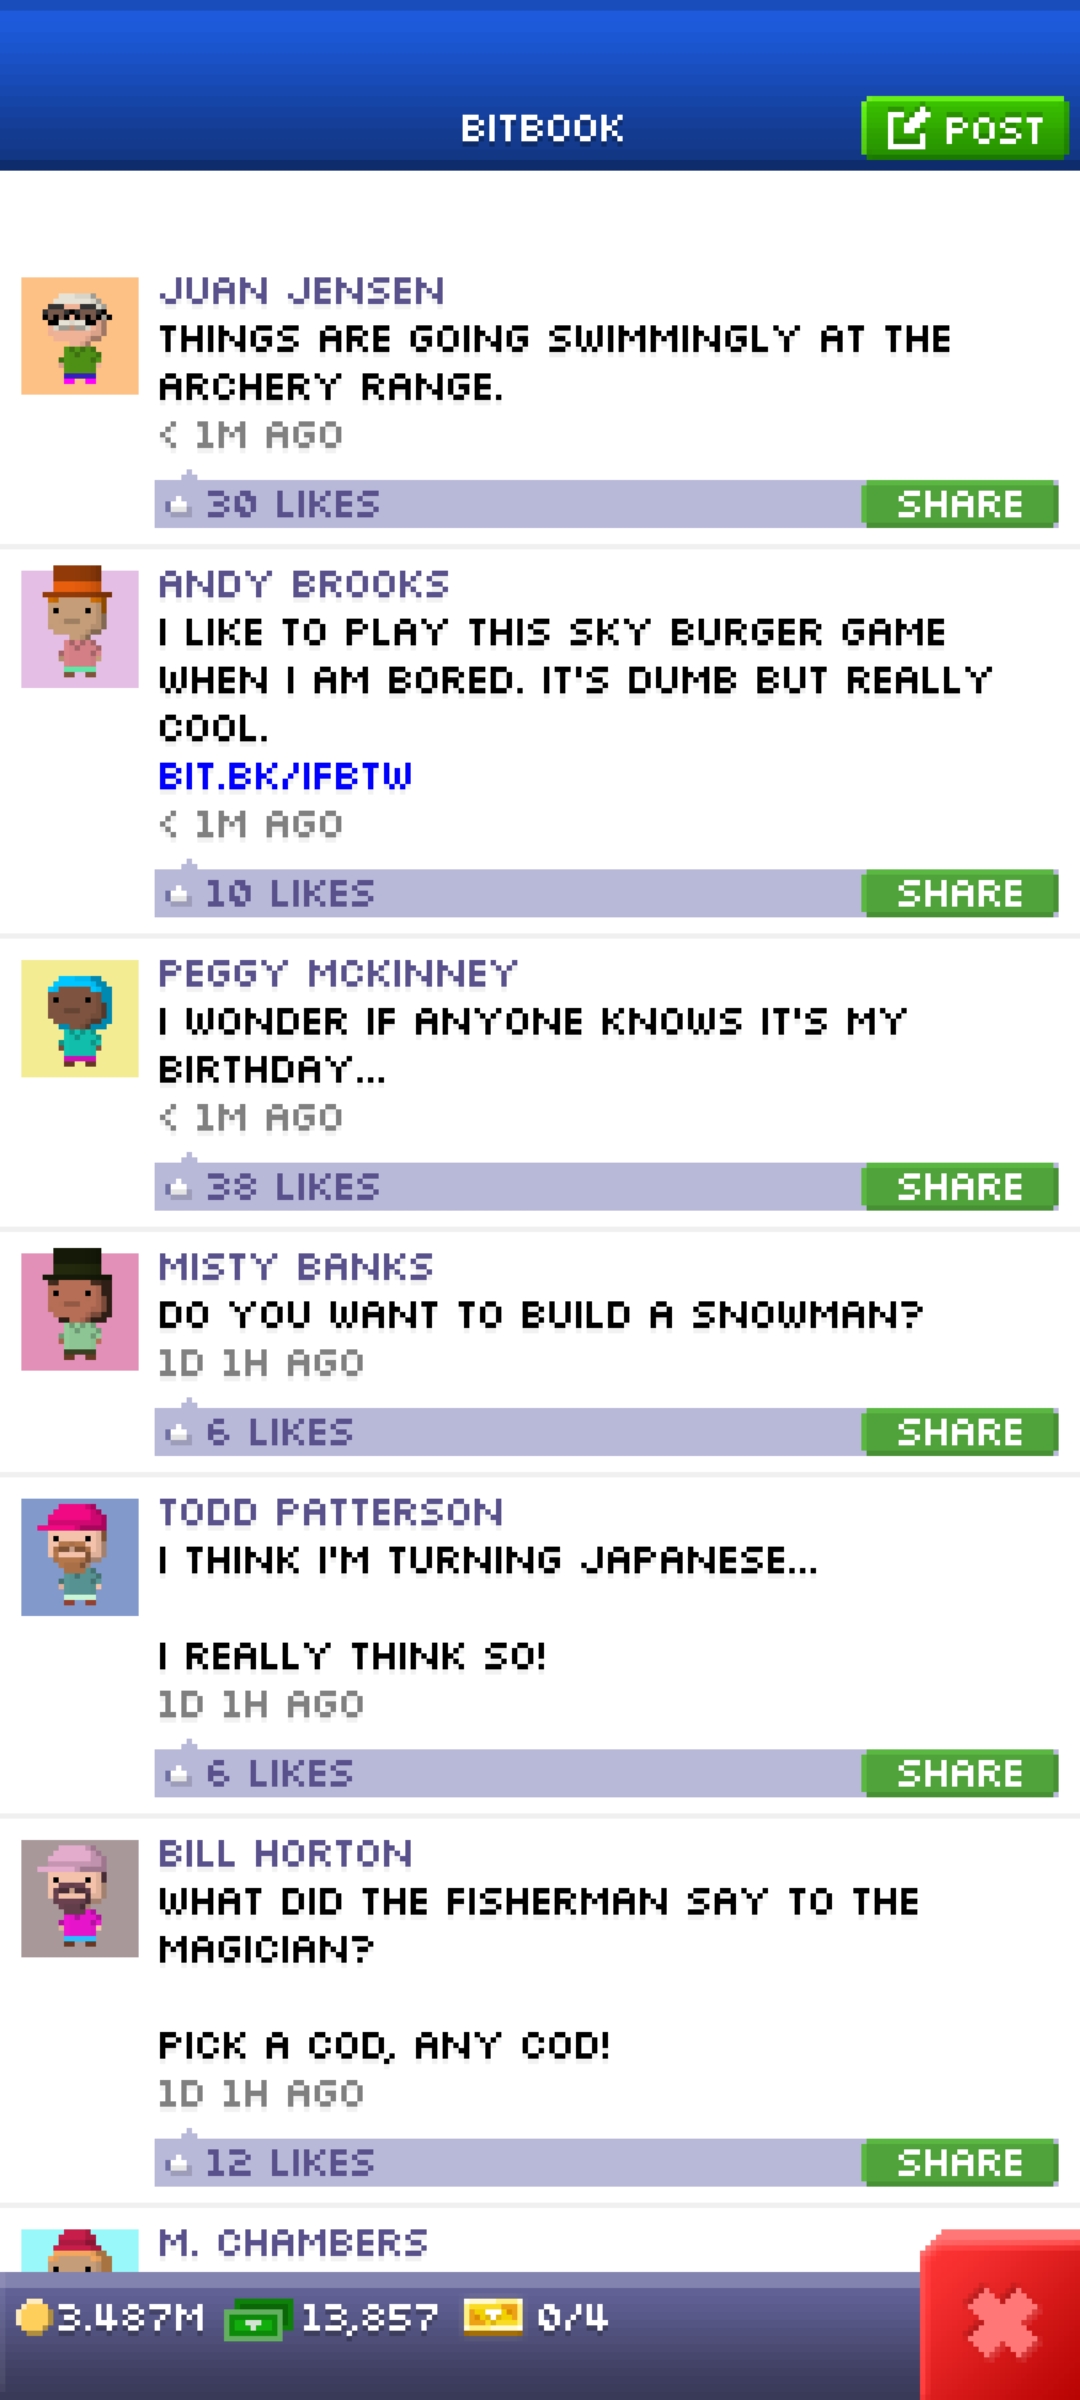 BITBOOK
POST
JUAN JENSEN
THINGS ARE GOING SWIMMINGLY AT THE
ARCHERY RANGE.
< 1M AGO
30 LIKES
SHARE
ANDY BROOKS
I LIKE TO PLAY THIS SKY BURGER GAME
WHEN I AM BORED. IT'S DUMB BUT REALLY
COOL.
BIT.BK/IFBTW
< 1M AGO
10 LIKES
SHARE
PEGGY MCKINNEY
I WONDER IF ANYONE KNOWS IT'S MY
BIRTHDAY...
< 1M AGO
38 LIKES
SHARE
MISTY BANKS
DO YOU WANT TO BUILD A SNOWMAN?
1D 1H AGO
6 LIKES
SHARE
TODD PATTERSON
I THINK I'M TURNING JAPANESE...
I REALLY THINK SO!
1D 1H AGO
6 LIKES
SHARE
BILL HORTON
WHAT DID THE FISHERMAN SAY TO THE
MAGICIAN?
PICK A COD, ANY COD!
1D 1H AGO
12 LIKES
SHARE
M. CHAMBERS
3.487M
13,857
0/4